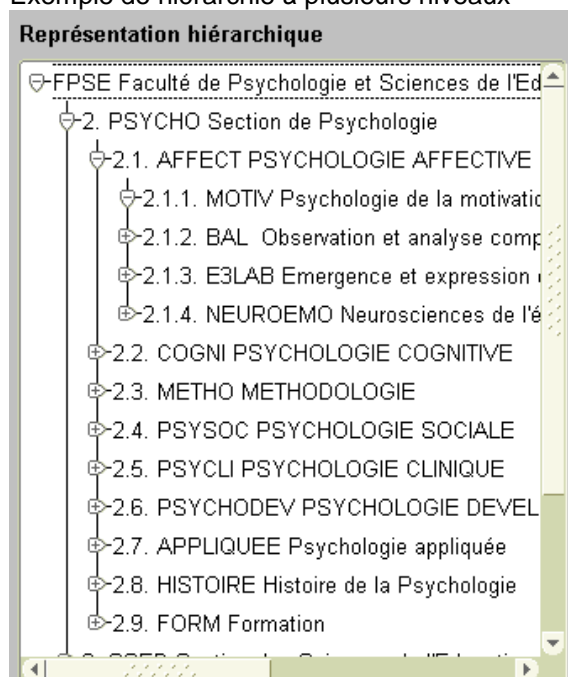 Exemple de hiérarchie à plusieurs niveaux
Représentation hiérarchique
FPSE Faculté de Psychologie et Sciences de l'Ed
2. PSYCHO Section de Psychologie
2.1. AFFECT PSYCHOLOGIE AFFECTIVE
2.1.1. MOTIV Psychologie de la motivatio
2.1.2. BAL Observation et analyse comp
2.1.3. E3LAB Emergence et expression
2.1.4. NEUROEMO Neurosciences de l'é
2.2. COGNI PSYCHOLOGIE COGNITIVE
2.3. METHO METHODOLOGIE
2.4. PSYSOC PSYCHOLOGIE SOCIALE
2.5. PSYCLI PSYCHOLOGIE CLINIQUE
2.6. PSYCHODEV PSYCHOLOGIE DEVEL
2.7. APPLIQUEE Psychologie appliquée
2.8. HISTOIRE Histoire de la Psychologie
2.9. FORM Formation